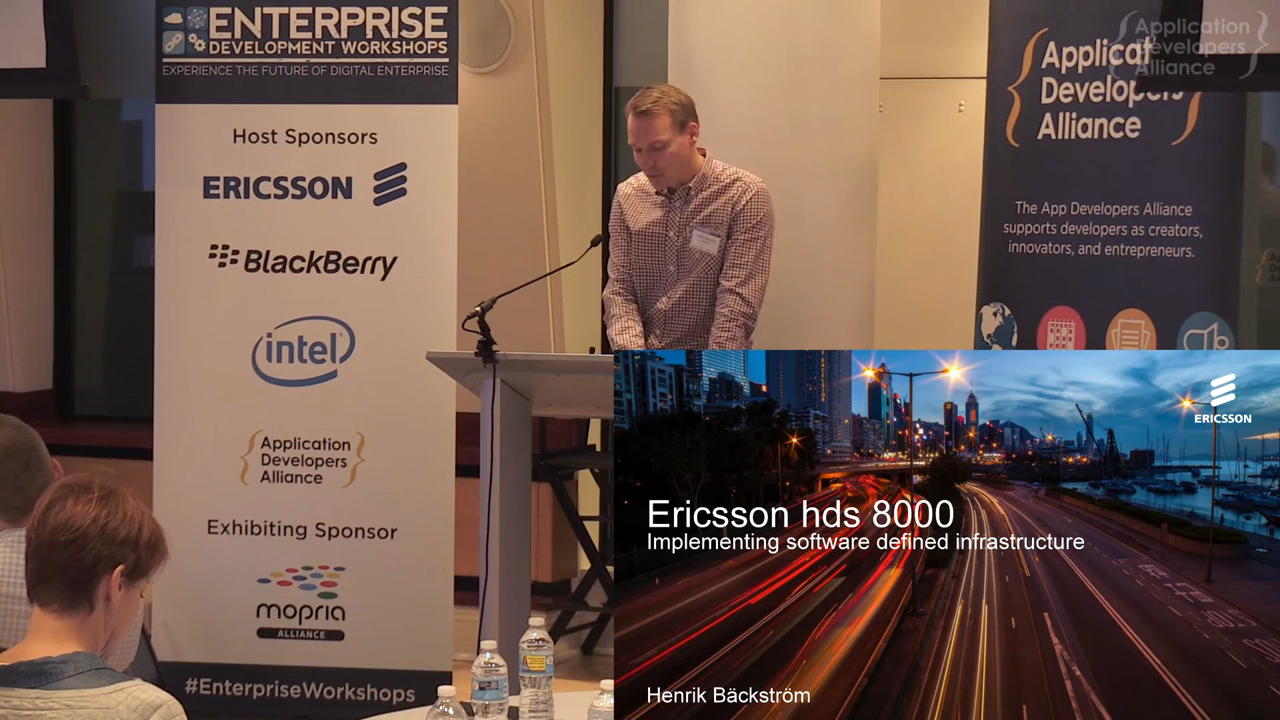 ENTERPRISE
DEVELOPMENT WORKSHOPS
EXPERIENCE THE FUTURE OF DIGITAL ENTERPRISE
Host Sponsors
ERICSSON
BlackBerry
intel
Application
Developers
Alliance
Exhibiting Sponsor
mopria
ALLIANCE
#EnterpriseWorkshops
Application
Developers
Alliance
Applicat
Developers
Alliance
The App Developers Alliance
supports developers as creators,
innovators, and entrepreneurs.
ERICSSON
Ericsson hds 8000
Implementing software defined infrastructure
Henrik Bäckström